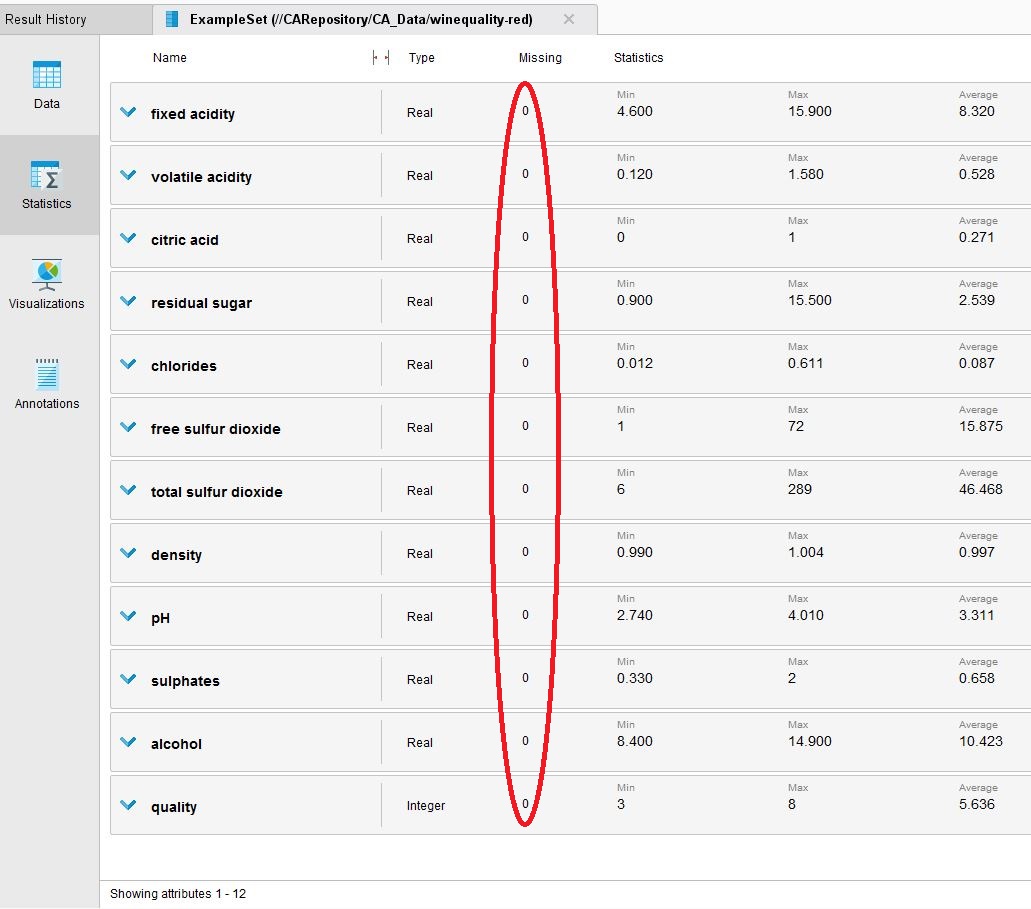 Result History
ExampleSet (//CARepository/CA_Data/winequality-red)
Name Type Missing Statistics
Data
Statistics
Visualizations
Annotations
Min Max Average
fixed acidity Real 0 4.600 15.900 8.320
Min Max Average
volatile acidity Real 0 0.120 1.580 0.528
Min Max Average
citric acid Real 0 0 1 0.271
Min Max Average
residual sugar Real 0 0.900 15.500 2.539
Min Max Average
chlorides Real 0 0.012 0.611 0.087
Min Max Average
free sulfur dioxide Real 0 1 72 15.875
Min Max Average
total sulfur dioxide Real 0 6 289 46.468
Min Max Average
density Real 0 0.990 1.004 0.997
Min Max Average
pH Real 0 2.740 4.010 3.311
Min Max Average
sulphates Real 0 0.330 2 0.658
Min Max Average
alcohol Real 0 8.400 14.900 10.423
Min Max Average
quality Integer 0 3 8 5.636
Showing attributes 1 - 12